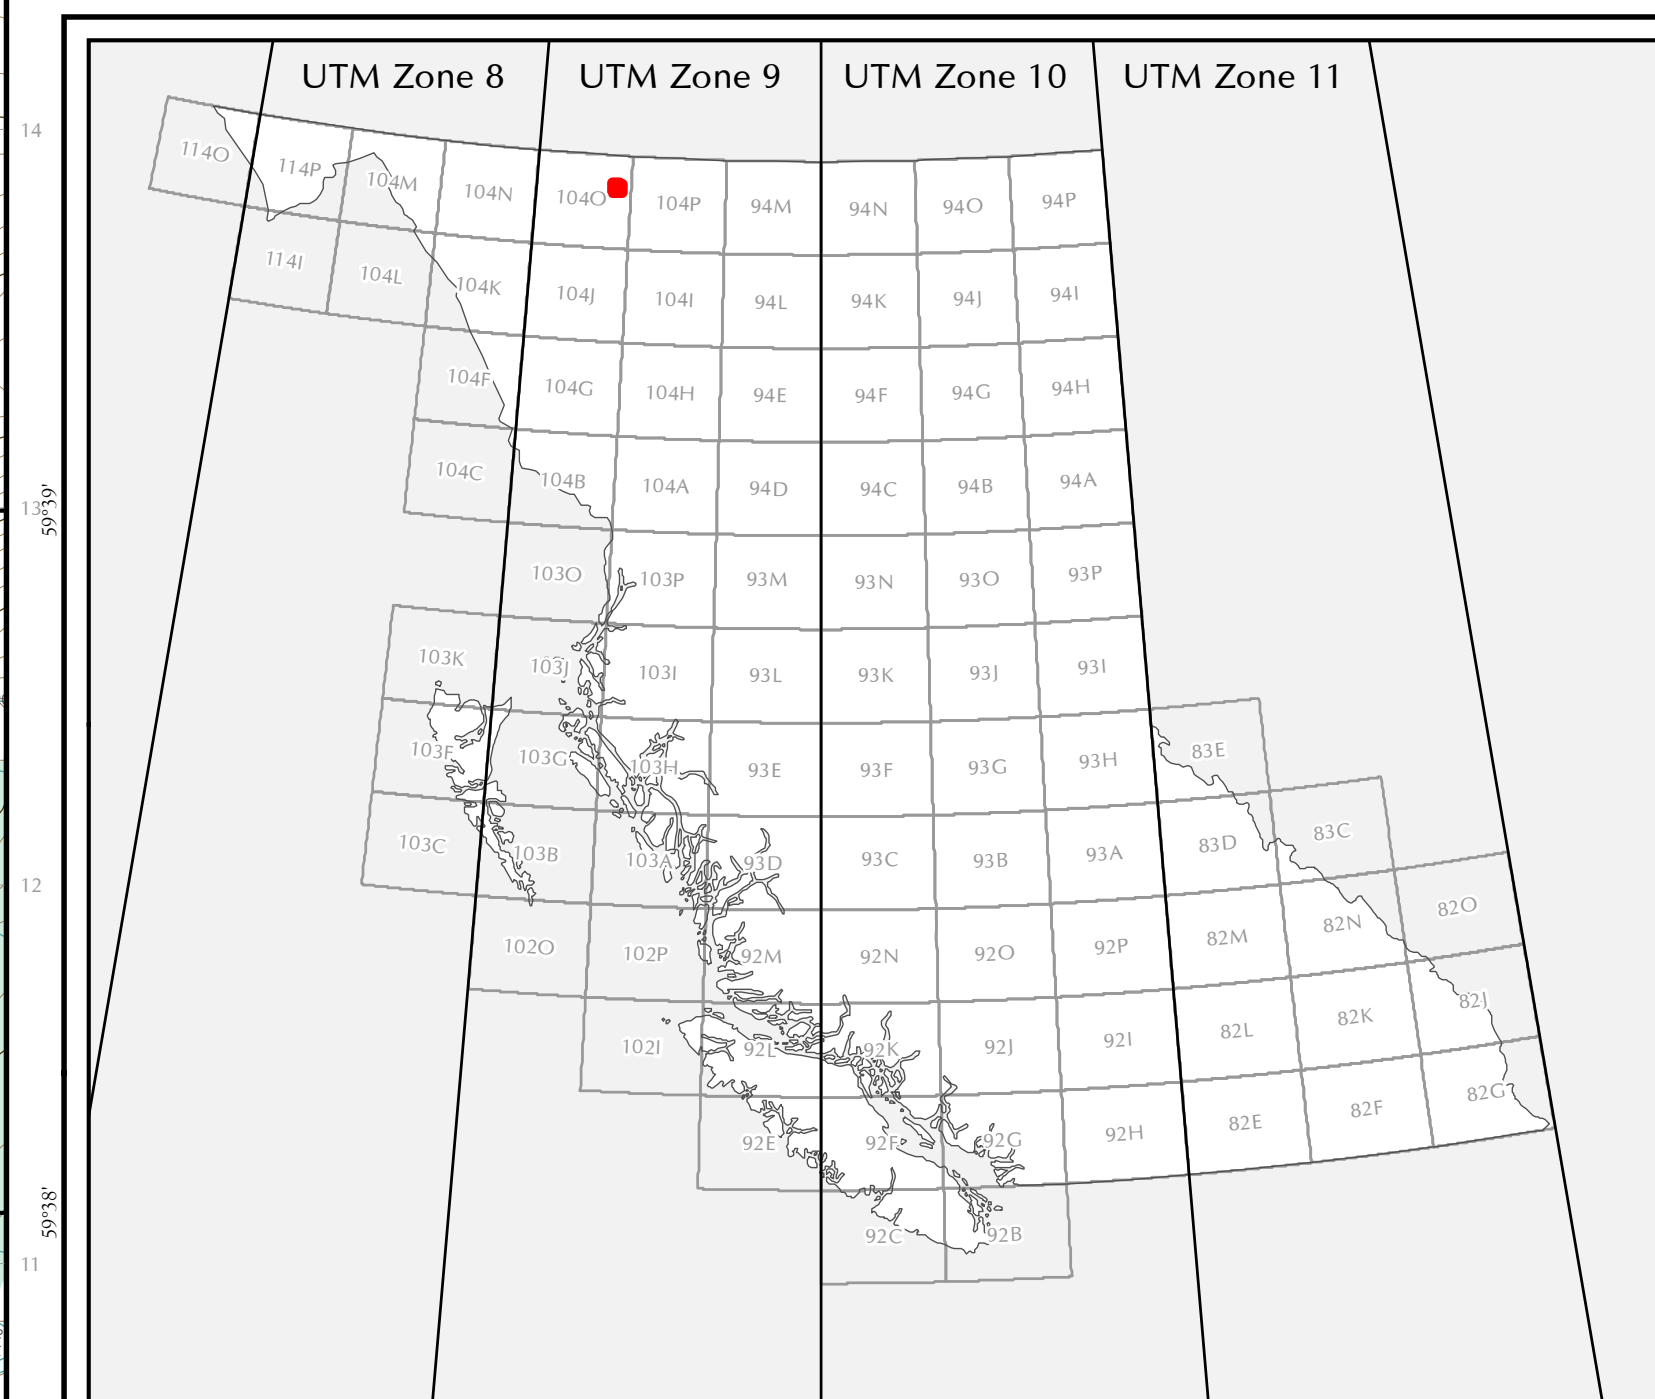 UTM Zone 8 UTM Zone 9 UTM Zone 10 UTM Zone 11
14
114O 114P 104M 104N 104O 104P 94M 94N 94O 94P
114I 104L 104K 104J 104I 94L 94K 94J 94I
104F 104G 104H 94E 94F 94G 94H
104C 104B 104A 94D 94C 94B 94A
13
59°39'
103O 103P 93M 93N 93O 93P
103K 103J 103I 93L 93K 93J 93I
103F 103G 103H 93E 93F 93G 93H 83E
103C 103B 103A 93D 93C 93B 93A 83D 83C
12
102O 102P 92M 92N 92O 92P 82M 82N 82O
102I 92L 92K 92J 92I 82L 82K 82J
92E 92F 92G 92H 82E 82F 82G
59°38'
92C 92B
11